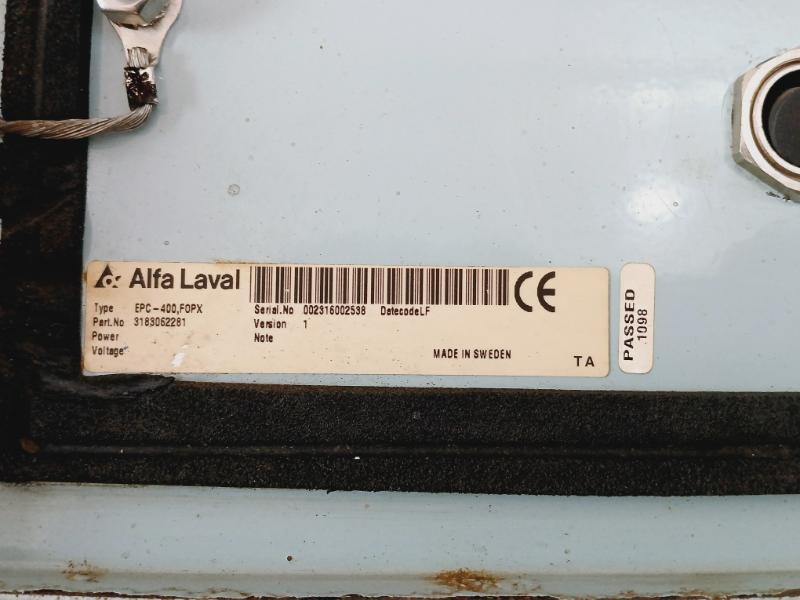 Alfa Laval
CE
Type EPC-400,FOPX
Part.No 3183062281
Power
Voltage
Serial.No 002316002538 DatecodeLF
Version 1
Note
MADE IN SWEDEN
TA
PASSED
1098